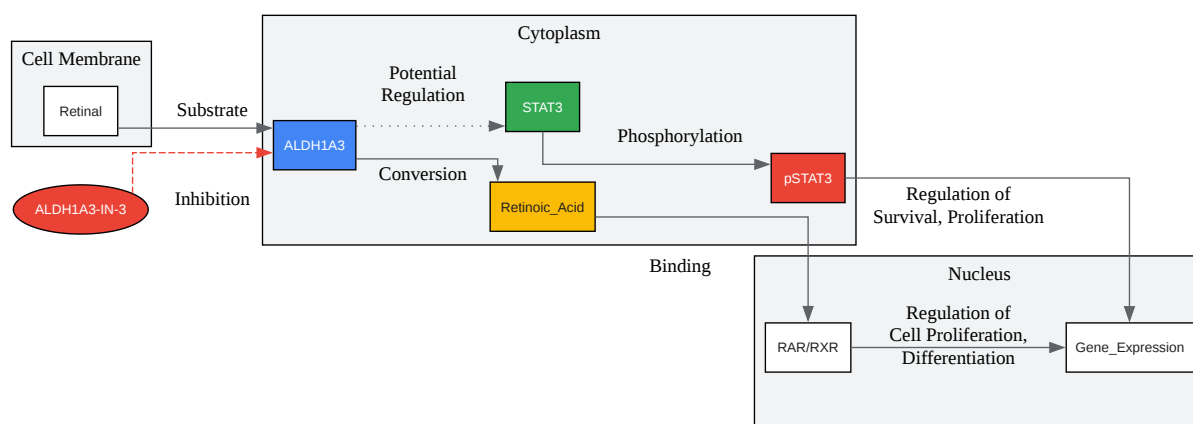 Cytoplasm
Cell Membrane
Retinal
Substrate
Potential
Regulation
STAT3
ALDH1A3
Phosphorylation
Conversion
pSTAT3
Inhibition
ALDH1A3-IN-3
Retinoic_Acid
Regulation of
Survival, Proliferation
Binding
Nucleus
RAR/RXR
Regulation of
Cell Proliferation,
Differentiation
Gene_Expression